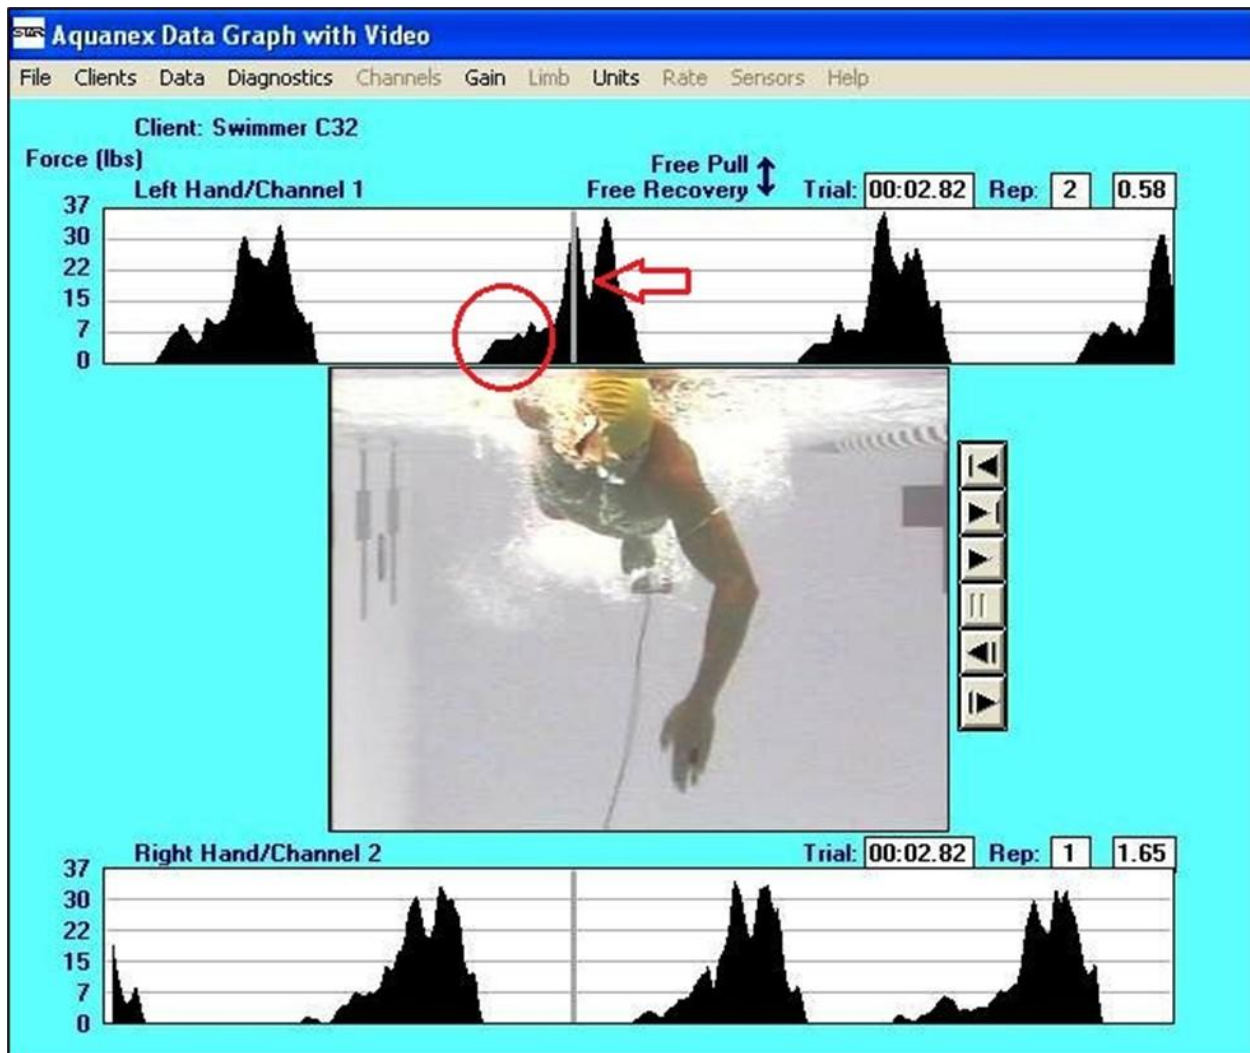 STAR Aquanex Data Graph with Video
File Clients Data Diagnostics Channels Gain Limb Units Rate Sensors Help
Client: Swimmer C32
Force (lbs)
Left Hand/Channel 1
Free Pull
Free Recovery
Trial: 00:02.82 Rep: 2 0.58
37
30
22
15
7
0
Right Hand/Channel 2
Trial: 00:02.82 Rep: 1 1.65
37
30
22
15
7
0